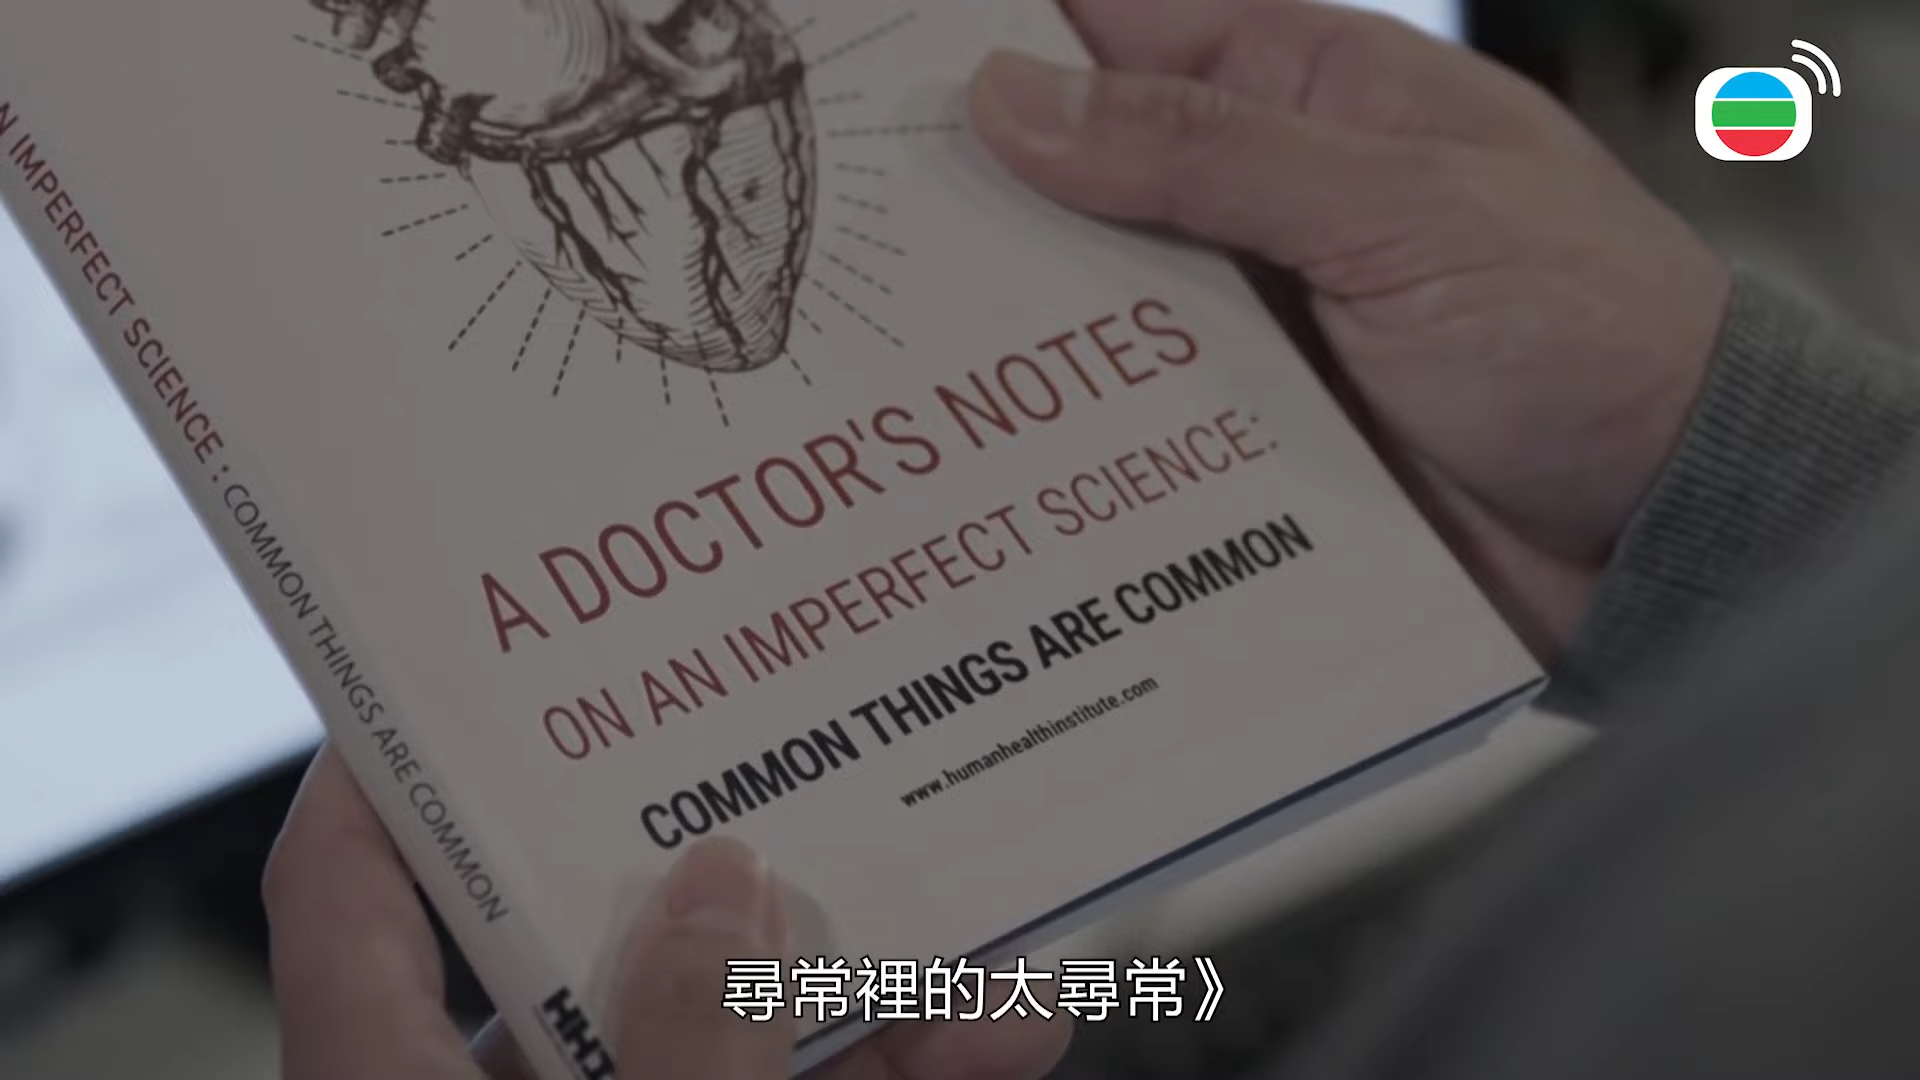 N IMPERFECT SCIENCE : COMMON THINGS ARE COMMON
A DOCTOR'S NOTES
ON AN IMPERFECT SCIENCE:
COMMON THINGS ARE COMMON
www.humanhealthinstitute.com
HHI
尋常裡的太尋常》